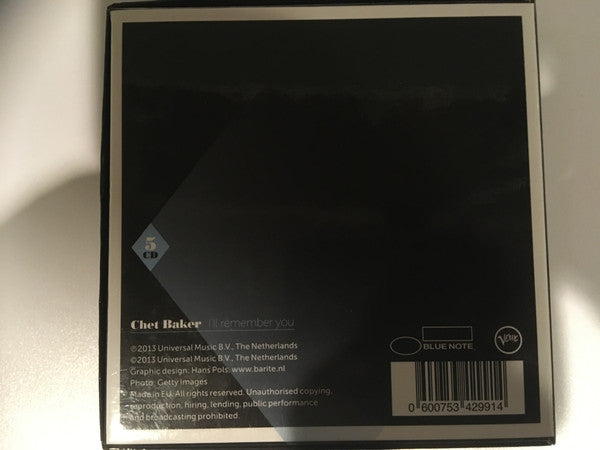 5
CD
Chet Baker I'll remember you
℗2013 Universal Music B.V., The Netherlands
©2013 Universal Music B.V., The Netherlands
Graphic design: Hans Pols: www.barite.nl
Photo: Getty Images
Made in EU. All rights reserved. Unauthorised copying,
reproduction, hiring, lending, public performance
and broadcasting prohibited.
BLUE NOTE
Verve
0 600753 429914